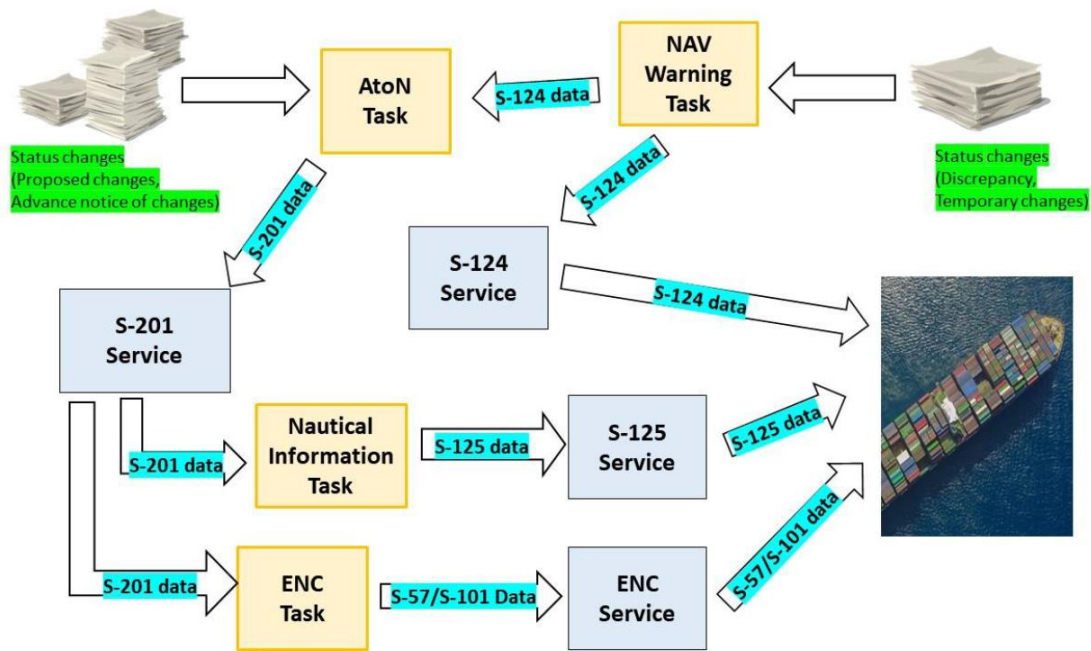 AtoN
Task
S-124 data
NAV
Warning
Task
Status changes
(Proposed changes,
Advance notice of changes)
Status changes
(Discrepancy,
Temporary changes)
S-201 data
S-124 data
S-201
Service
S-124
Service
S-124 data
S-201 data
Nautical
Information
Task
S-125 data
S-125
Service
S-125 data
S-201 data
ENC
Task
S-57/S-101 Data
ENC
Service
S-57/S-101 data